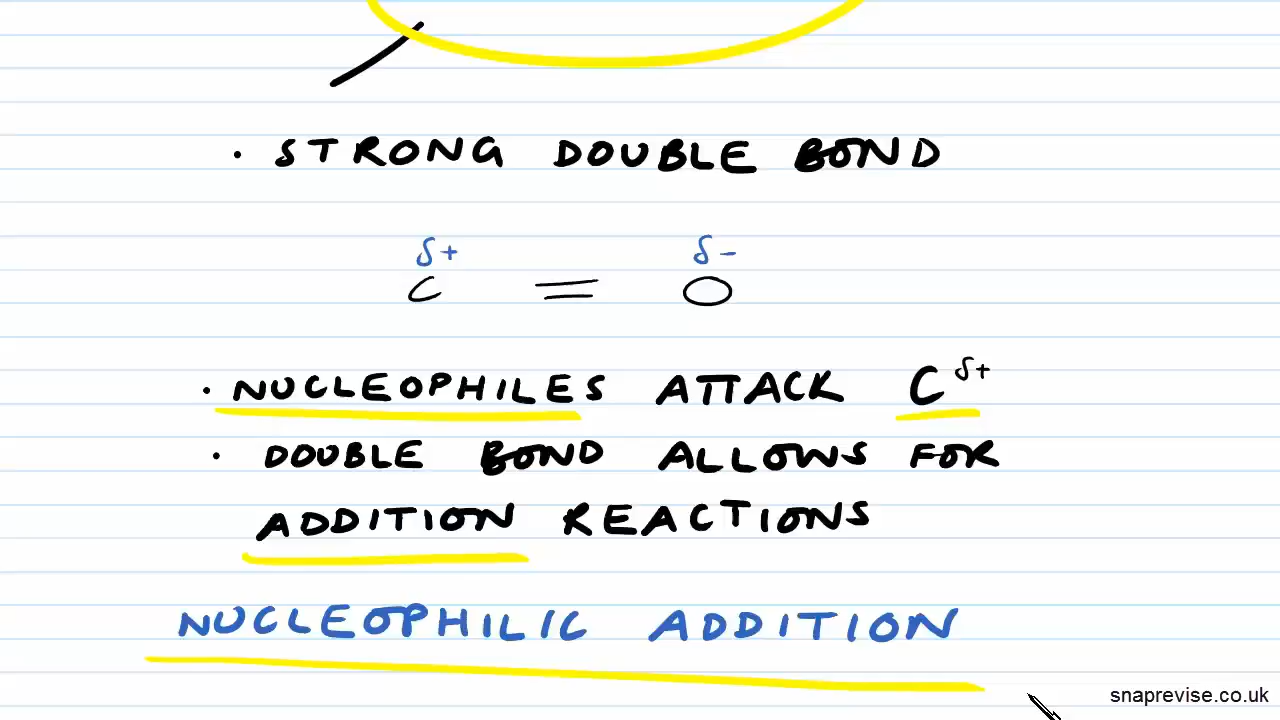 · STRONG DOUBLE BOND
δ+ δ-
C = O
· NUCLEOPHILES ATTACK C^δ+
· DOUBLE BOND ALLOWS FOR
ADDITION REACTIONS
NUCLEOPHILIC ADDITION
snaprevise.co.uk